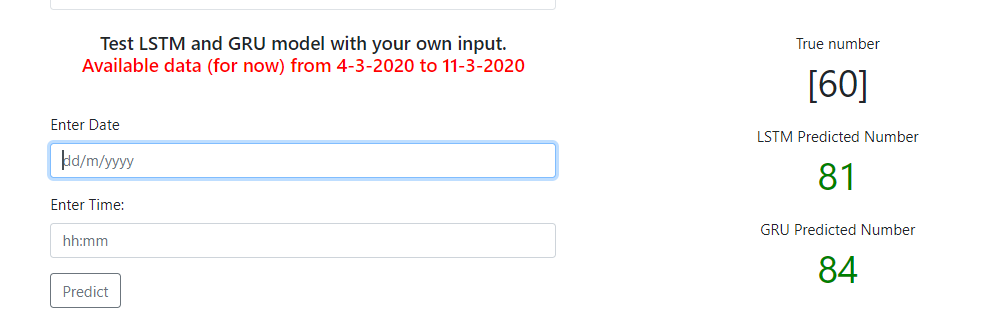 Test LSTM and GRU model with your own input.
Available data (for now) from 4-3-2020 to 11-3-2020
Enter Date
dd/m/yyyy
Enter Time:
hh:mm
Predict
True number
[60]
LSTM Predicted Number
81
GRU Predicted Number
84